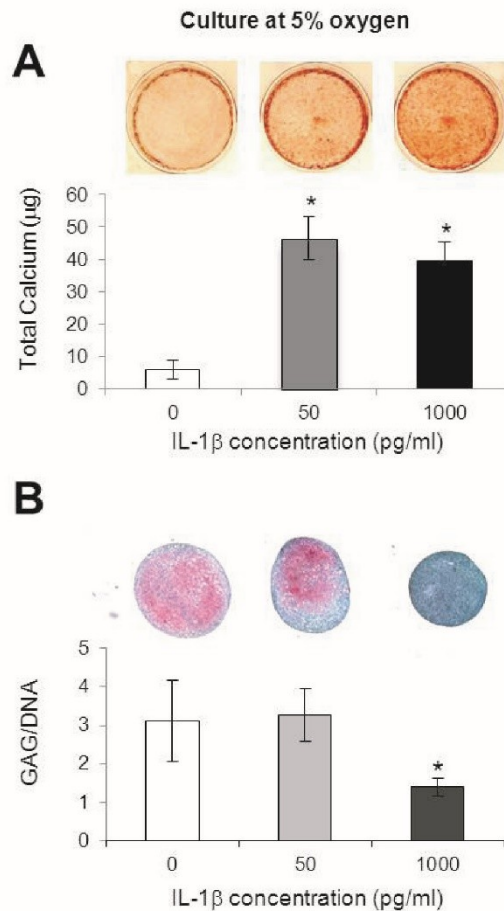 Culture at 5% oxygen
A
60
50
40
30
20
10
0
Total Calcium (µg)
*
*
0 50 1000
IL-1β concentration (pg/ml)
B
5
4
3
2
1
0
GAG/DNA
*
0 50 1000
IL-1β concentration (pg/ml)